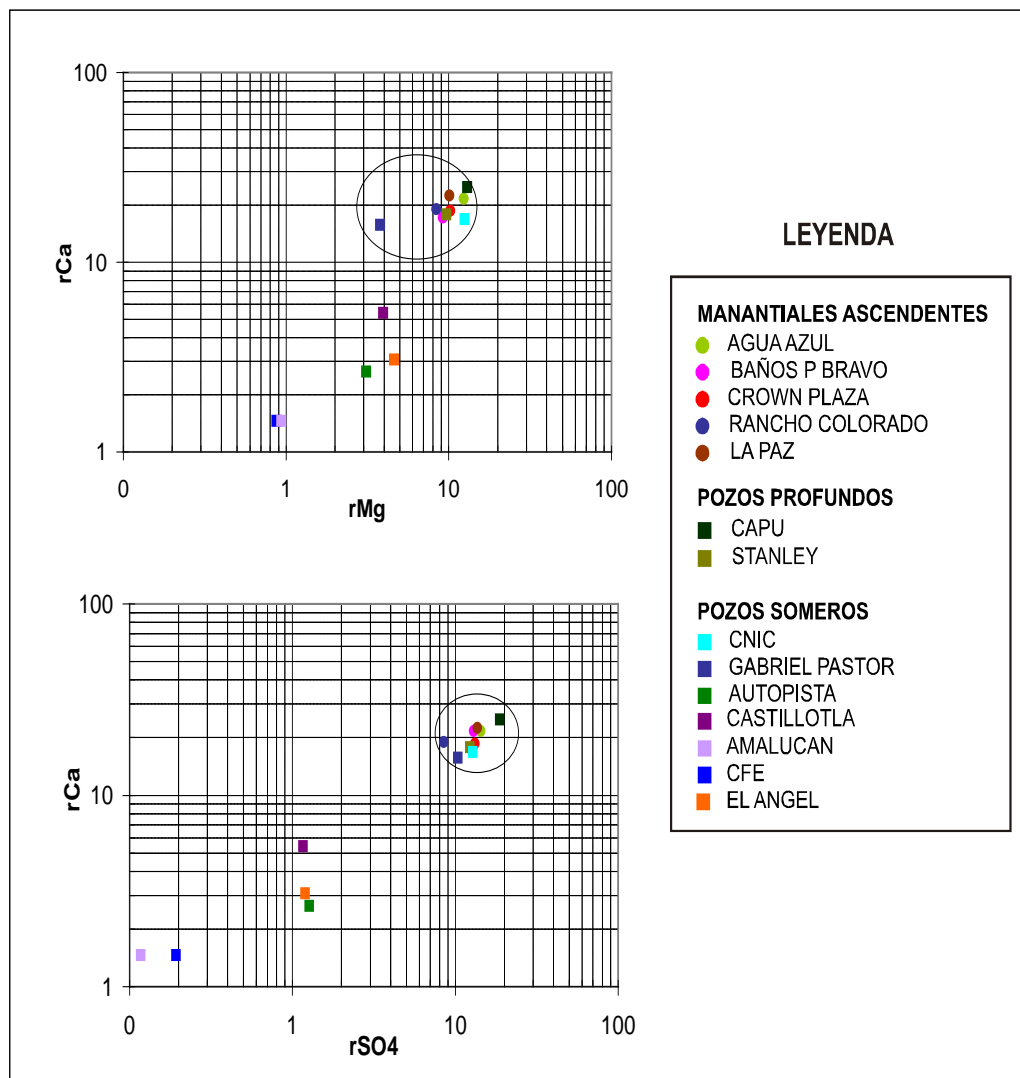 100
10
1
rCa
0
1
10
100
rMg
100
10
1
rCa
0
1
10
100
rSO4
LEYENDA
MANANTIALES ASCENDENTES
AGUA AZUL
BAÑOS P BRAVO
CROWN PLAZA
RANCHO COLORADO
LA PAZ
POZOS PROFUNDOS
CAPU
STANLEY
POZOS SOMEROS
CNIC
GABRIEL PASTOR
AUTOPISTA
CASTILLOTLA
AMALUCAN
CFE
EL ANGEL